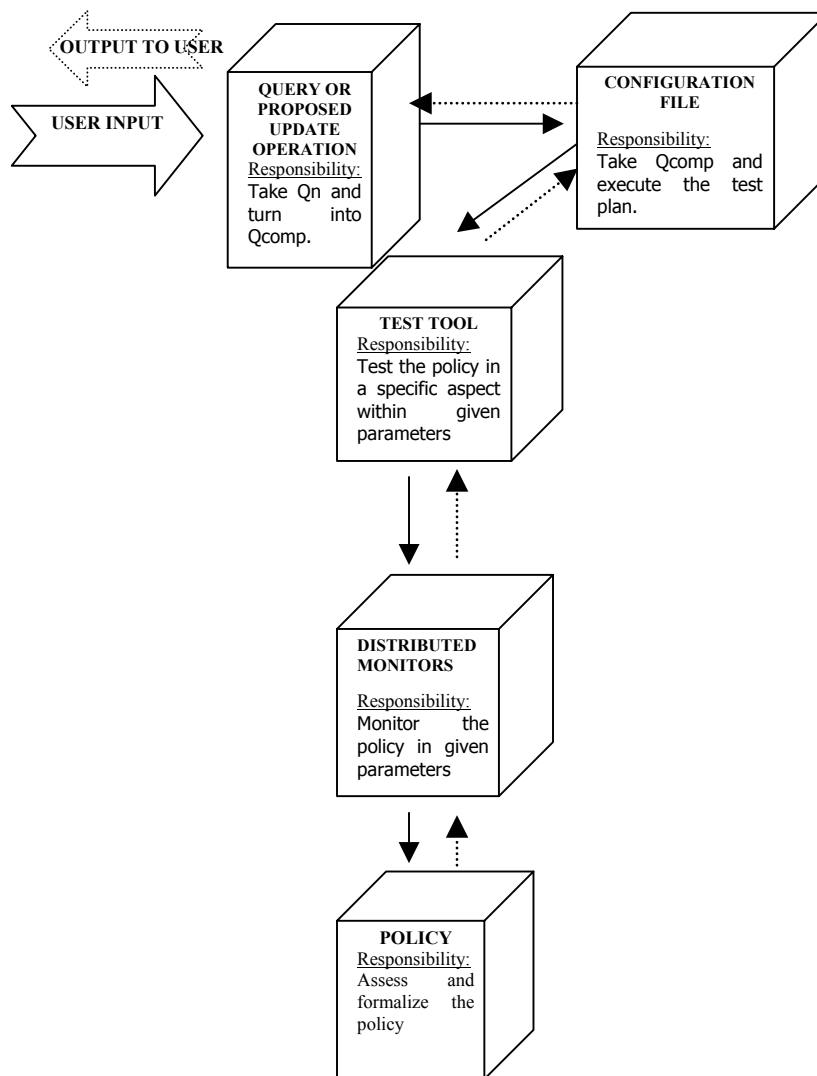 OUTPUT TO USER
USER INPUT
QUERY OR
PROPOSED
UPDATE
OPERATION
Responsibility:
Take Qn and
turn into
Qcomp.
CONFIGURATION
FILE
Responsibility:
Take Qcomp and
execute the test
plan.
TEST TOOL
Responsibility:
Test the policy in
a specific aspect
within given
parameters
DISTRIBUTED
MONITORS
Responsibility:
Monitor the
policy in given
parameters
POLICY
Responsibility:
Assess and
formalize the
policy